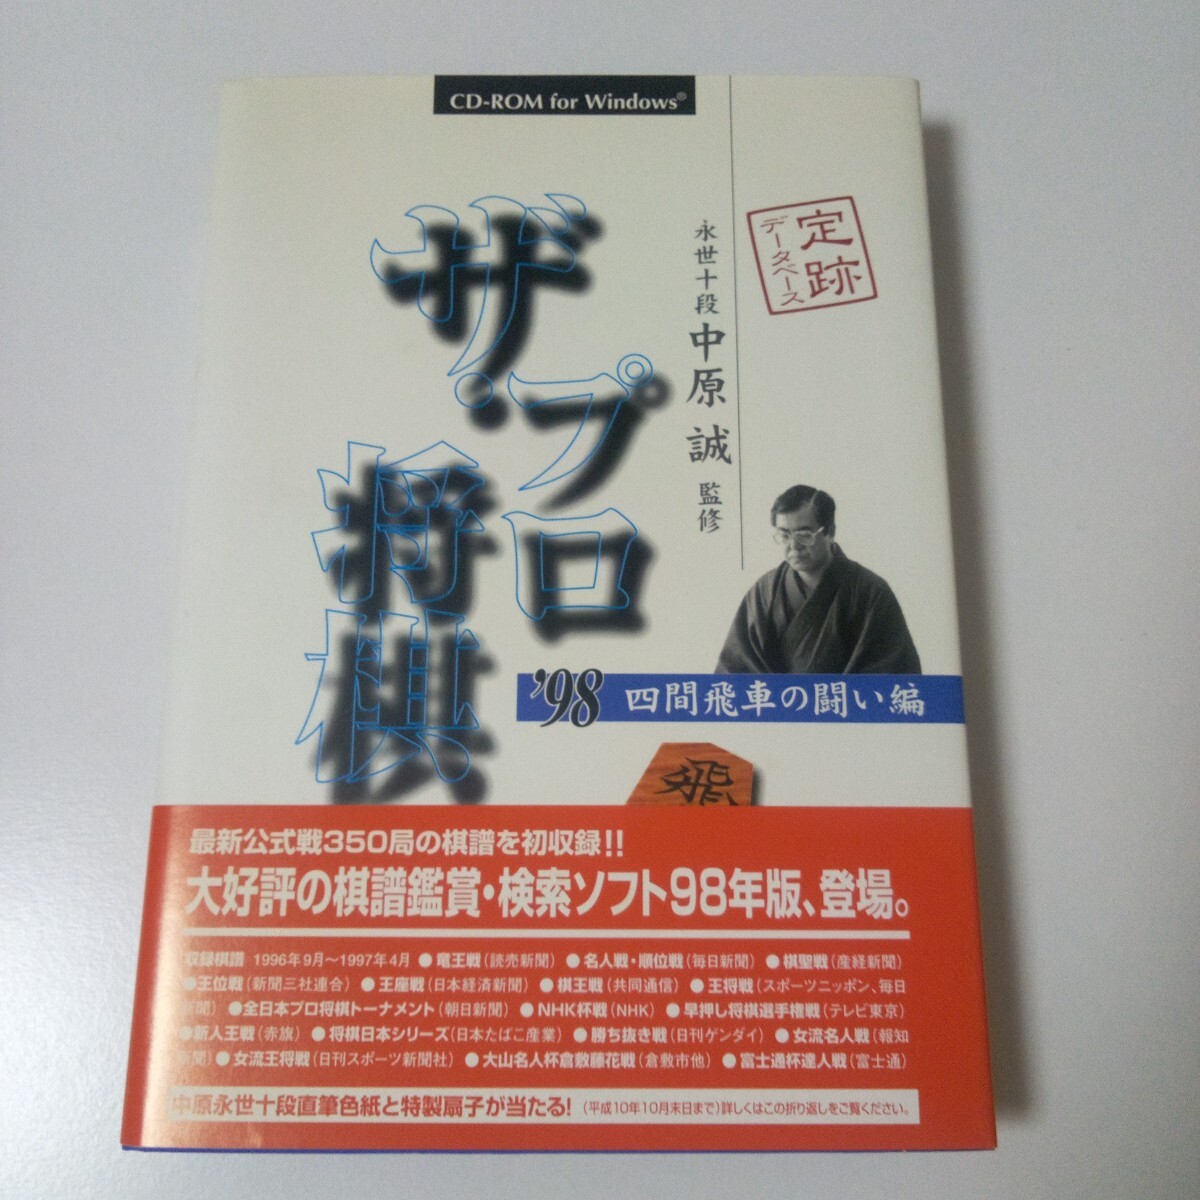 CD-ROM for Windows®
定跡
データベース
永世十段 中原 誠 監修
ザ・プロ
将棋
'98 四間飛車の闘い編
飛
最新公式戦350局の棋譜を初収録!!
大好評の棋譜鑑賞・検索ソフト98年版、登場。
収録棋譜 1996年9月〜1997年4月 ●竜王戦(読売新聞) ●名人戦・順位戦(毎日新聞) ●棋聖戦(産経新聞)
●王位戦(新聞三社連合) ●王座戦(日本経済新聞) ●棋王戦(共同通信) ●王将戦(スポーツニッポン、毎日
新聞) ●全日本プロ将棋トーナメント(朝日新聞) ●NHK杯戦(NHK) ●早押し将棋選手権戦(テレビ東京)
●新人王戦(赤旗) ●将棋日本シリーズ(日本たばこ産業) ●勝ち抜き戦(日刊ゲンダイ) ●女流名人戦(報知
新聞) ●女流王将戦(日刊スポーツ新聞社) ●大山名人杯倉敷藤花戦(倉敷市他) ●富士通杯達人戦(富士通)
中原永世十段直筆色紙と特製扇子が当たる!(平成10年10月末日まで)詳しくはこの折り返しをご覧ください。